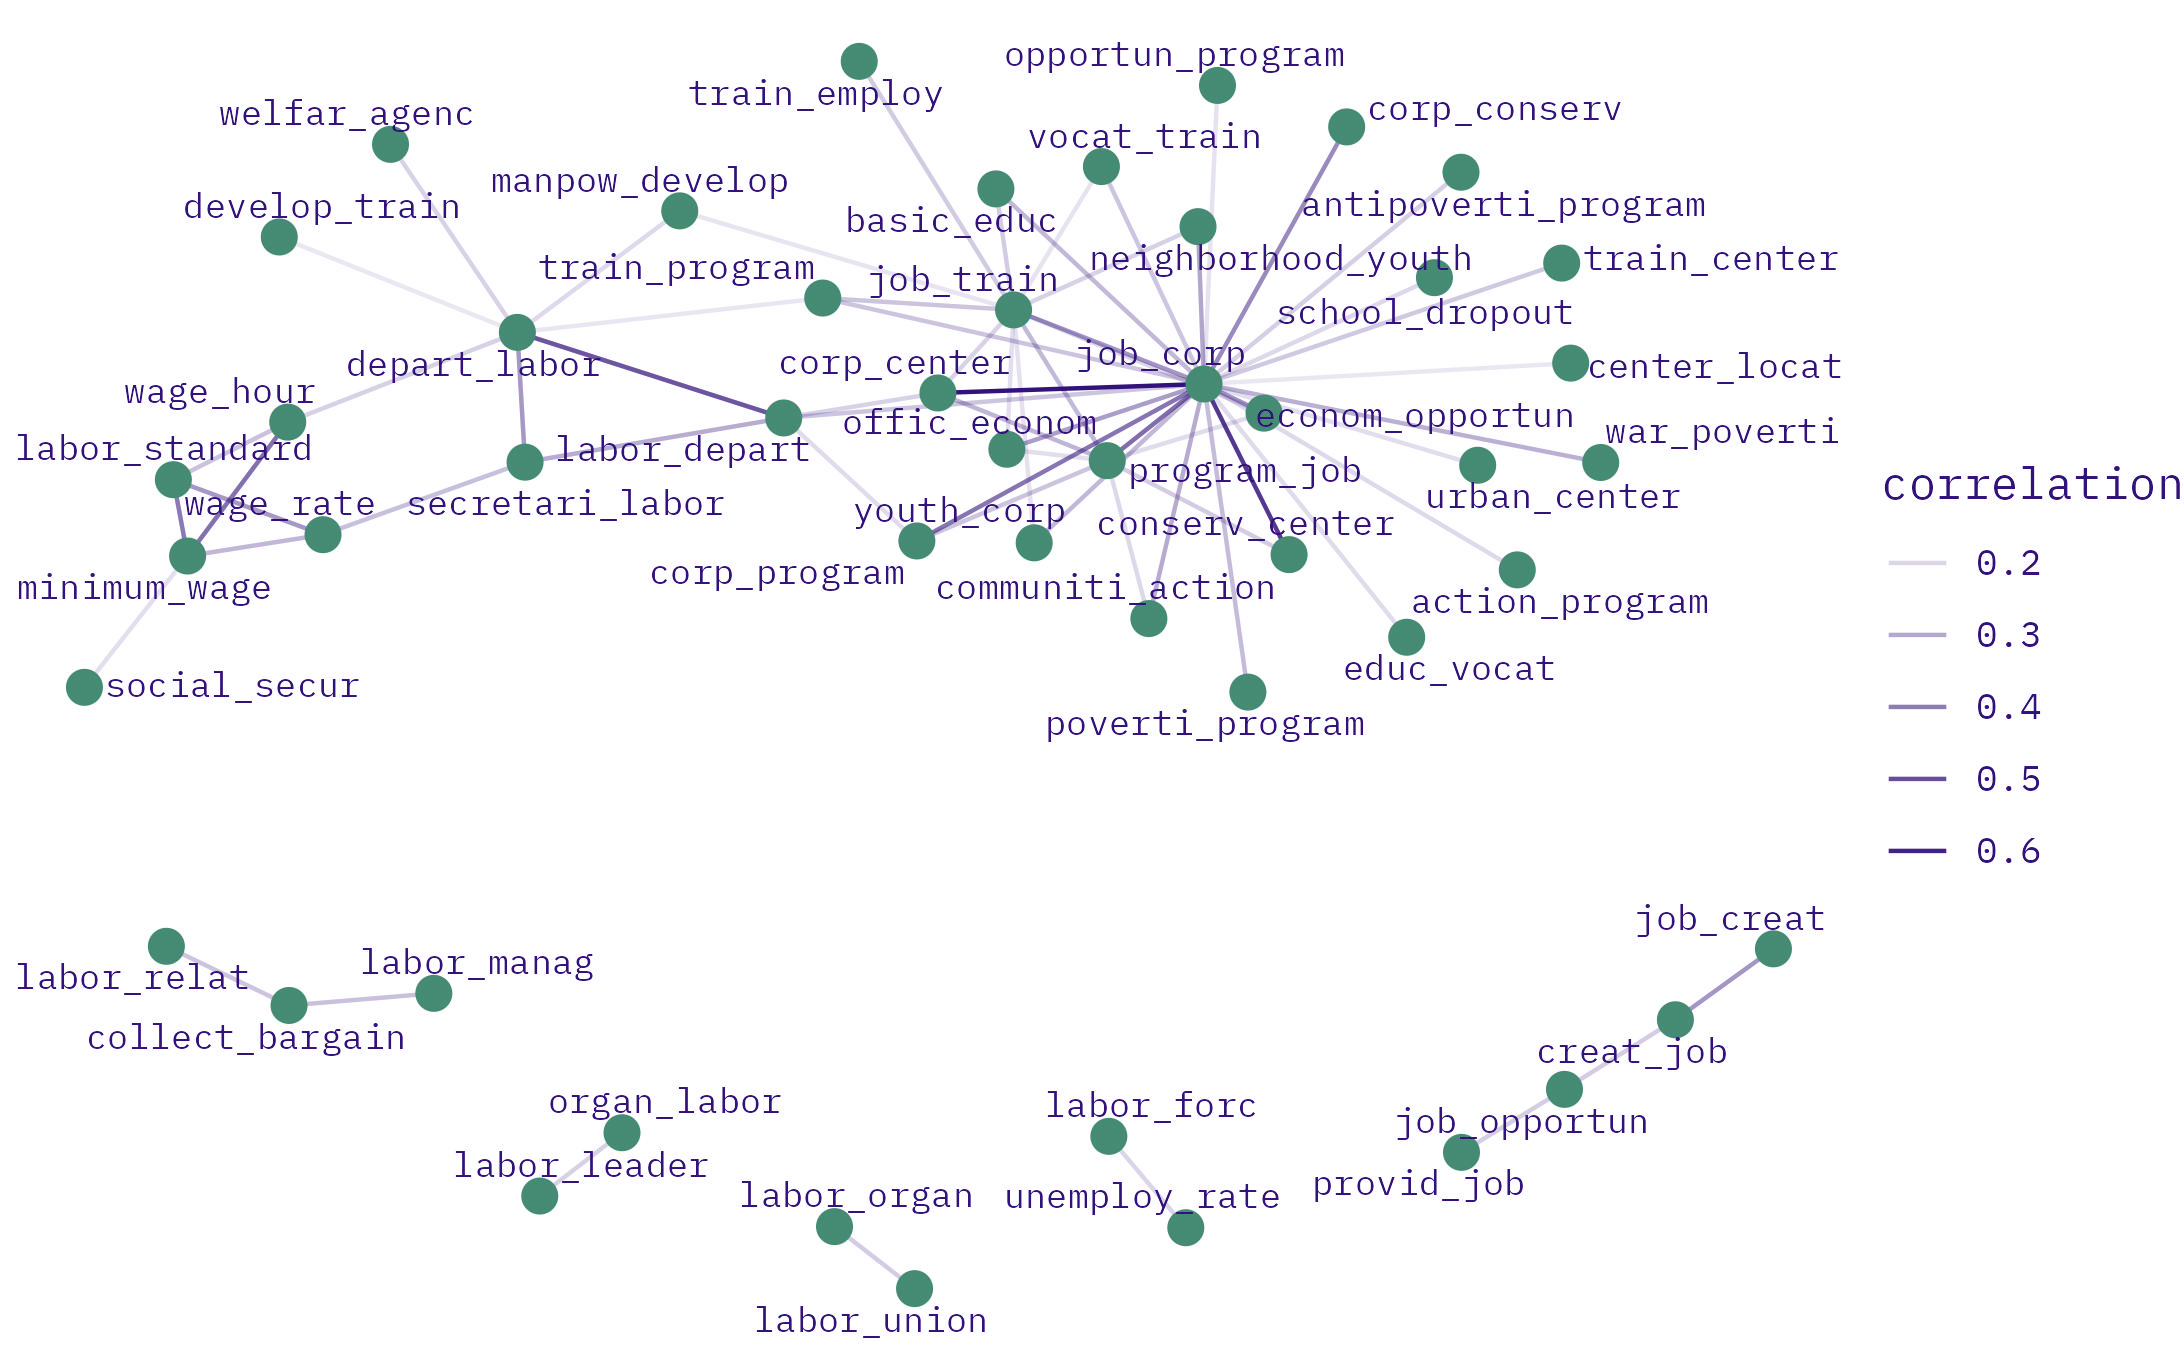 opportun_program
train_employ
corp_conserv
welfar_agenc
vocat_train
manpow_develop
antipoverti_program
develop_train
basic_educ
train_program
job_train
neighborhood_youth
train_center
school_dropout
depart_labor
corp_center
job_corp
center_locat
wage_hour
offic_econom
econom_opportun
labor_standard
labor_depart
war_poverti
program_job
wage_rate
secretari_labor
youth_corp
conserv_center
urban_center
correlation
0.2
0.3
0.4
0.5
0.6
minimum_wage
corp_program
communiti_action
action_program
social_secur
educ_vocat
poverti_program
job_creat
labor_relat
labor_manag
collect_bargain
creat_job
organ_labor
labor_forc
job_opportun
labor_leader
labor_organ
unemploy_rate
provid_job
labor_union